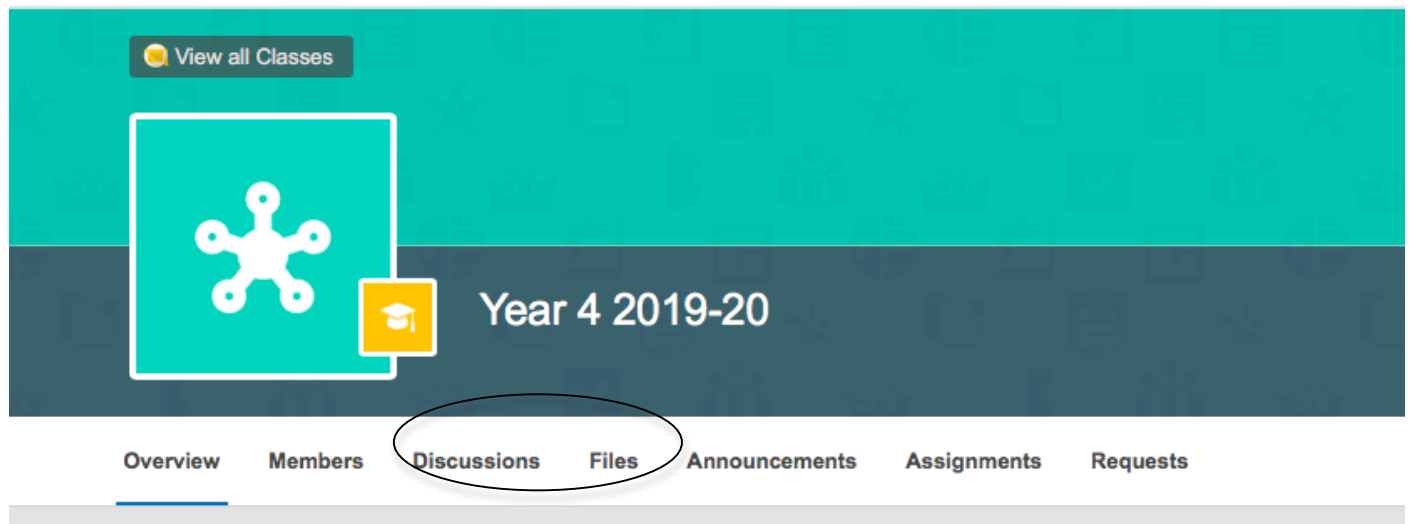 View all Classes
Year 4 2019-20
Overview Members Discussions Files Announcements Assignments Requests